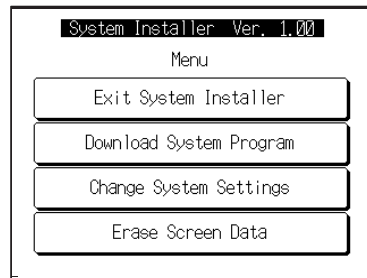 System Installer Ver. 1.00
Menu
Exit System Installer
Download System Program
Change System Settings
Erase Screen Data